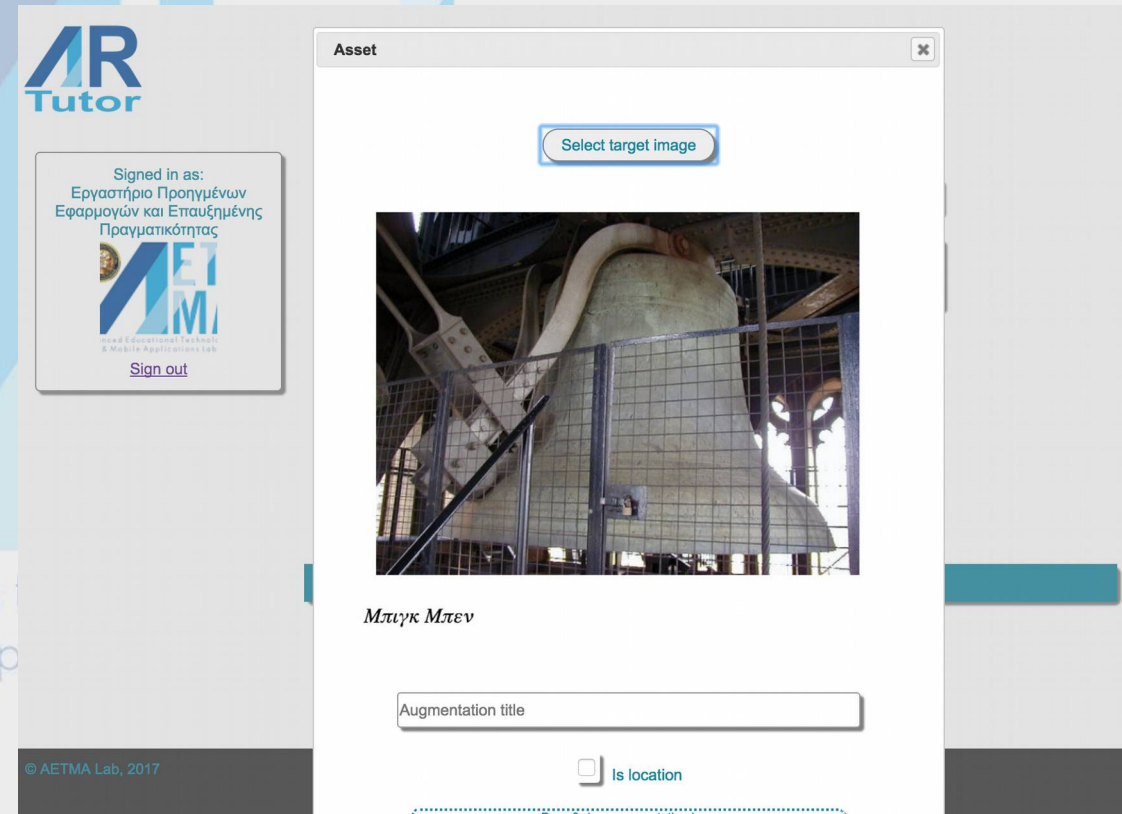 AR
Tutor
Signed in as:
Εργαστήριο Προηγμένων
Εφαρμογών και Επαυξημένης
Πραγματικότητας
Sign out
Asset
Select target image
Μπιγκ Μπεν
Augmentation title
Is location
© AETMA Lab, 2017